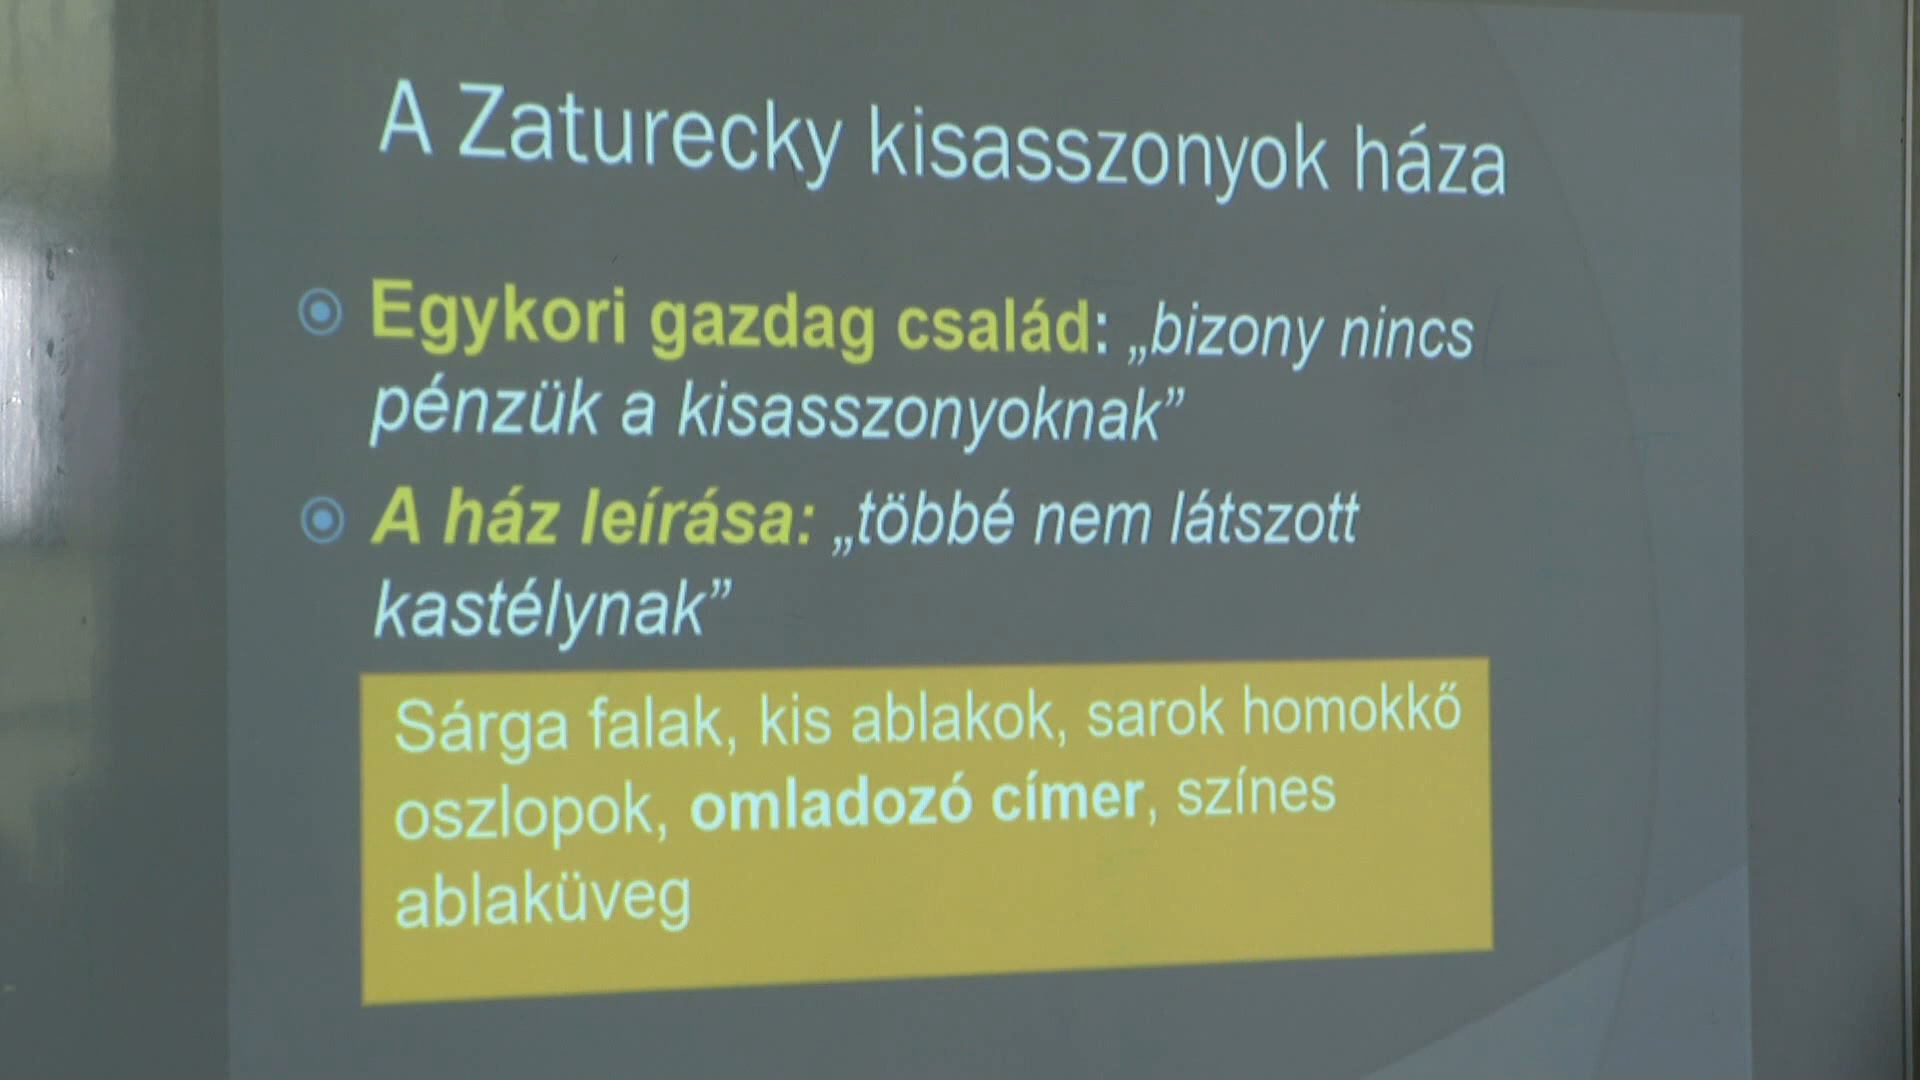 A Zaturecky kisasszonyok háza
Egykori gazdag család: „bizony nincs
pénzük a kisasszonyoknak”
A ház leírása: „többé nem látszott
kastélynak”
Sárga falak, kis ablakok, sarok homokkő
oszlopok, omladozó címer, színes
ablaküveg